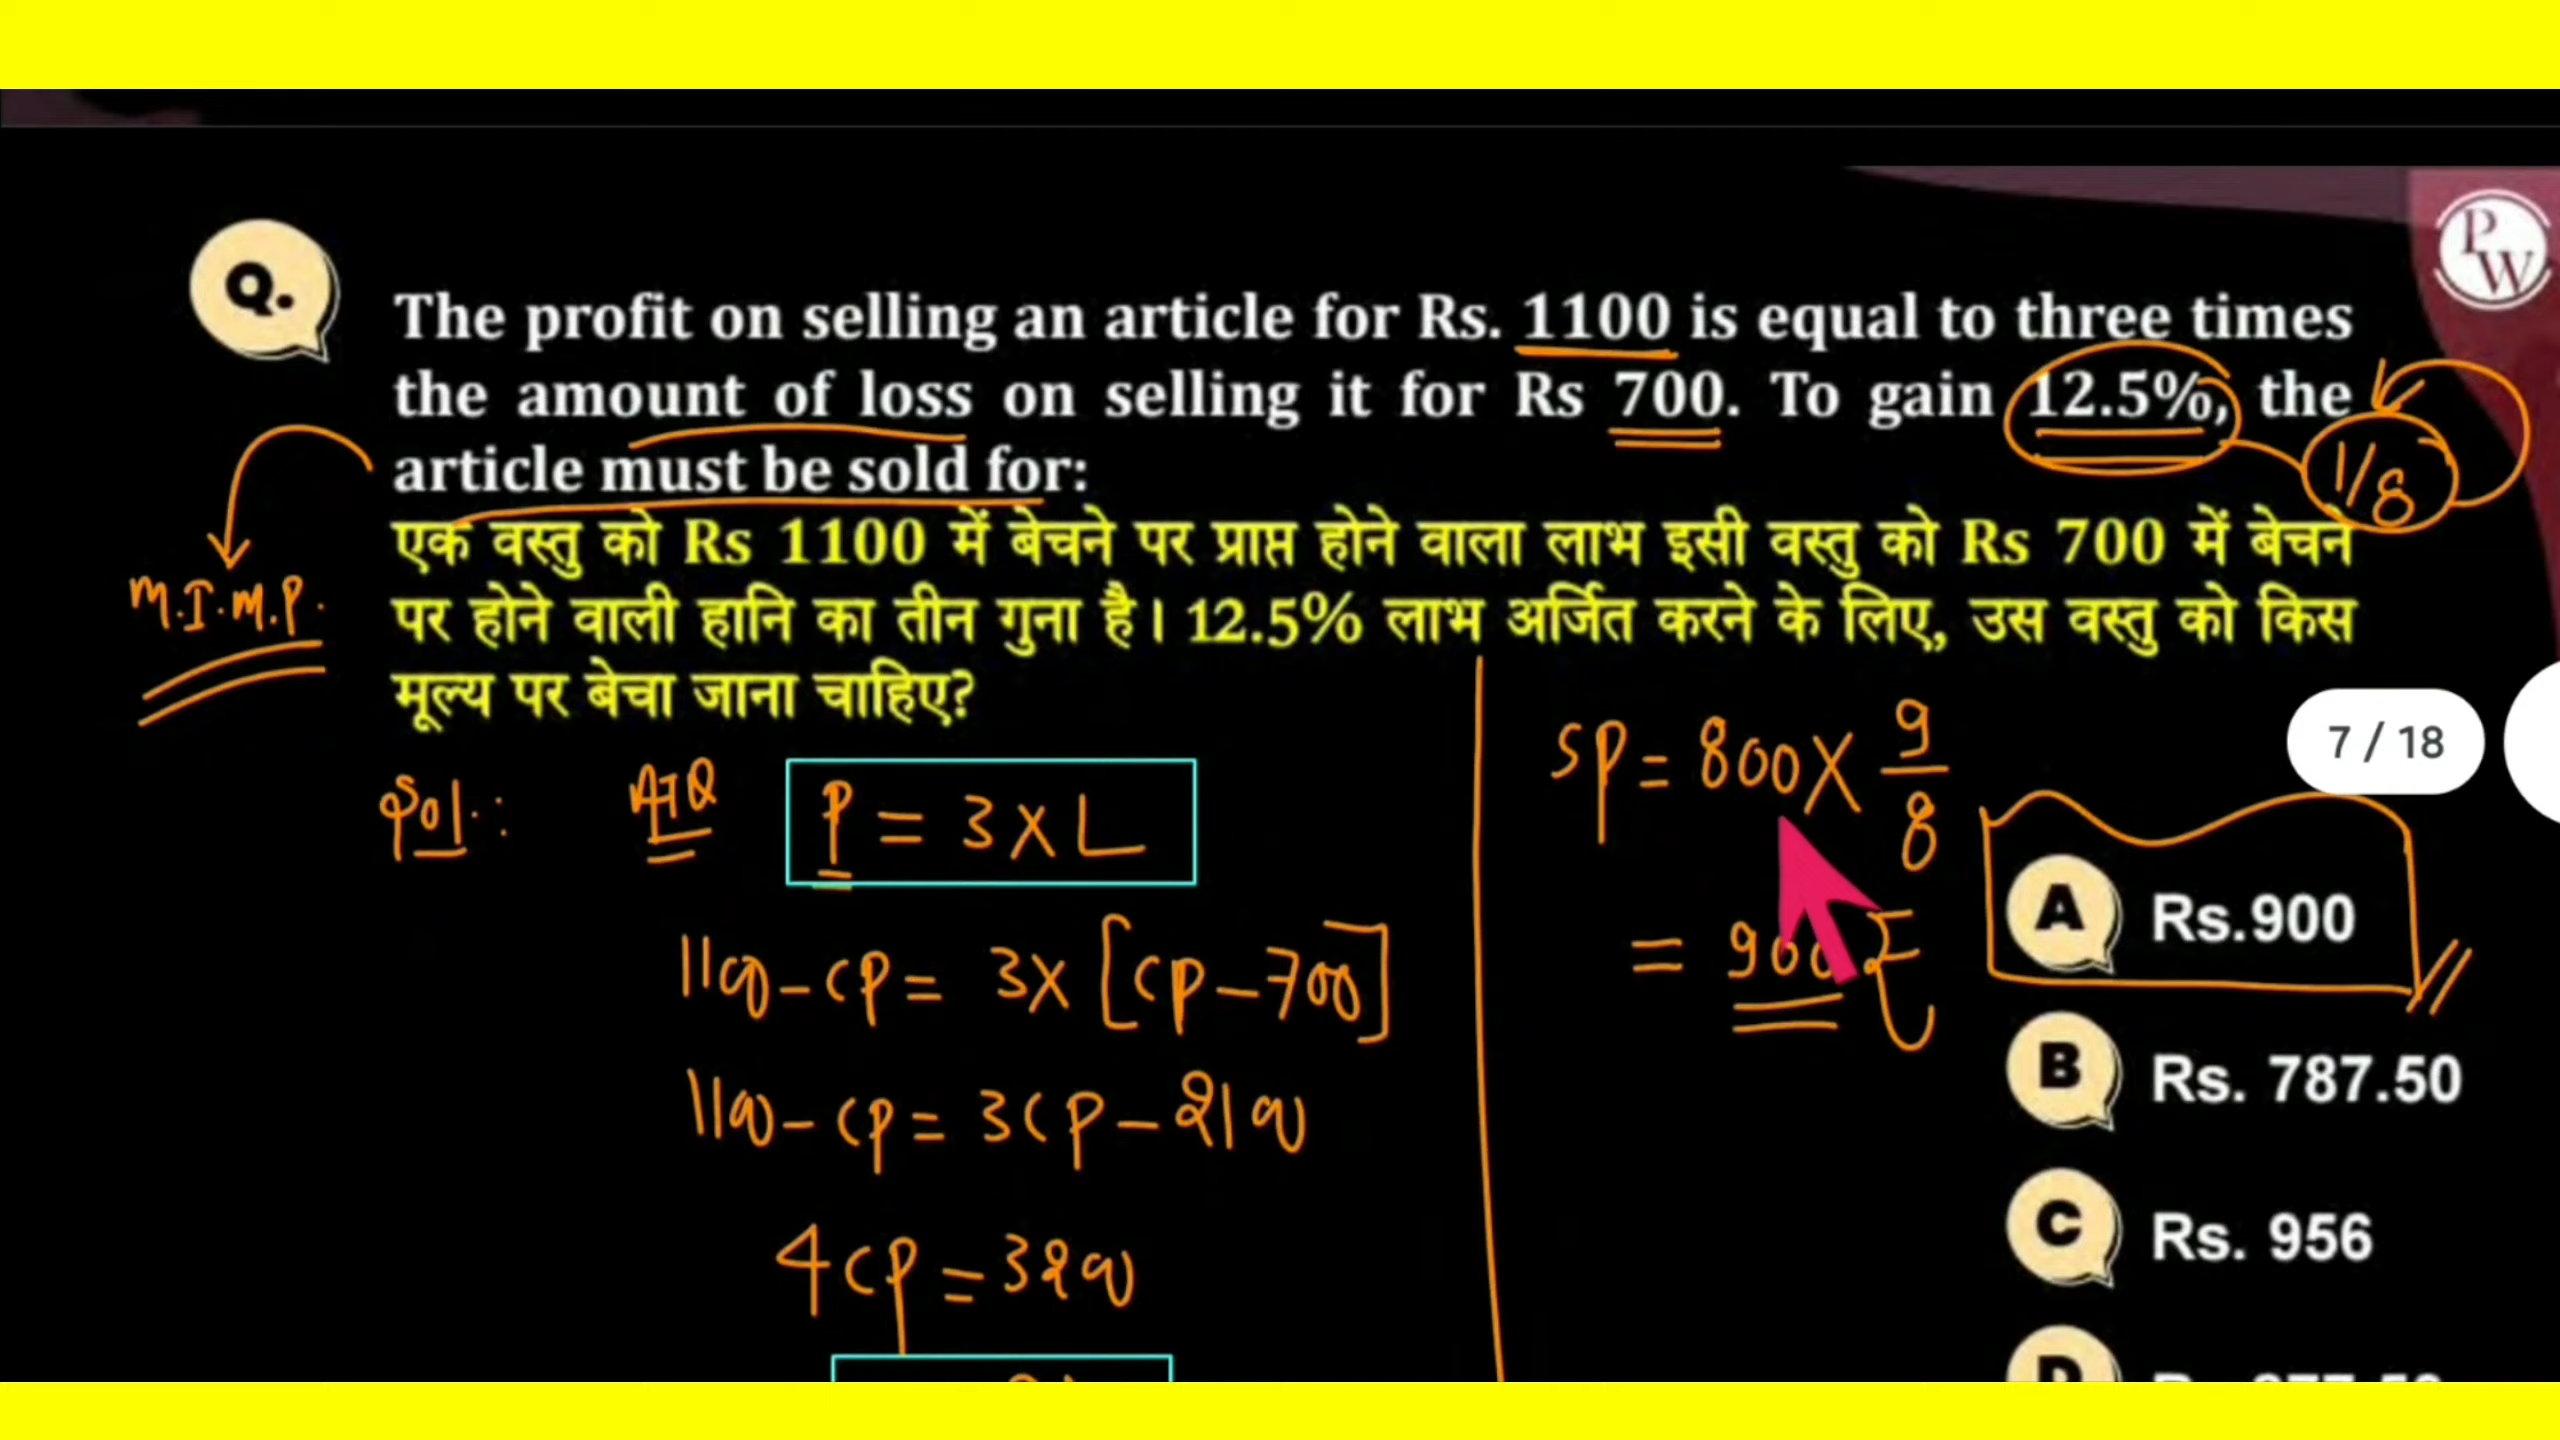 P
W
Q.
The profit on selling an article for Rs. 1100 is equal to three times
the amount of loss on selling it for Rs 700. To gain 12.5%, the
article must be sold for:
1/8
एक वस्तु को Rs 1100 में बेचने पर प्राप्त होने वाला लाभ इसी वस्तु को Rs 700 में बेचने
पर होने वाली हानि का तीन गुना है। 12.5% लाभ अर्जित करने के लिए, उस वस्तु को किस
मूल्य पर बेचा जाना चाहिए?
M.I.M.P.
Sol.:
ATQ
P = 3 X L
1100 - CP = 3X [CP - 700]
1100 - CP = 3CP - 2100
4CP = 3200
SP = 800 X 9/8
= 900 ₹
7 / 18
A Rs.900
B Rs. 787.50
C Rs. 956